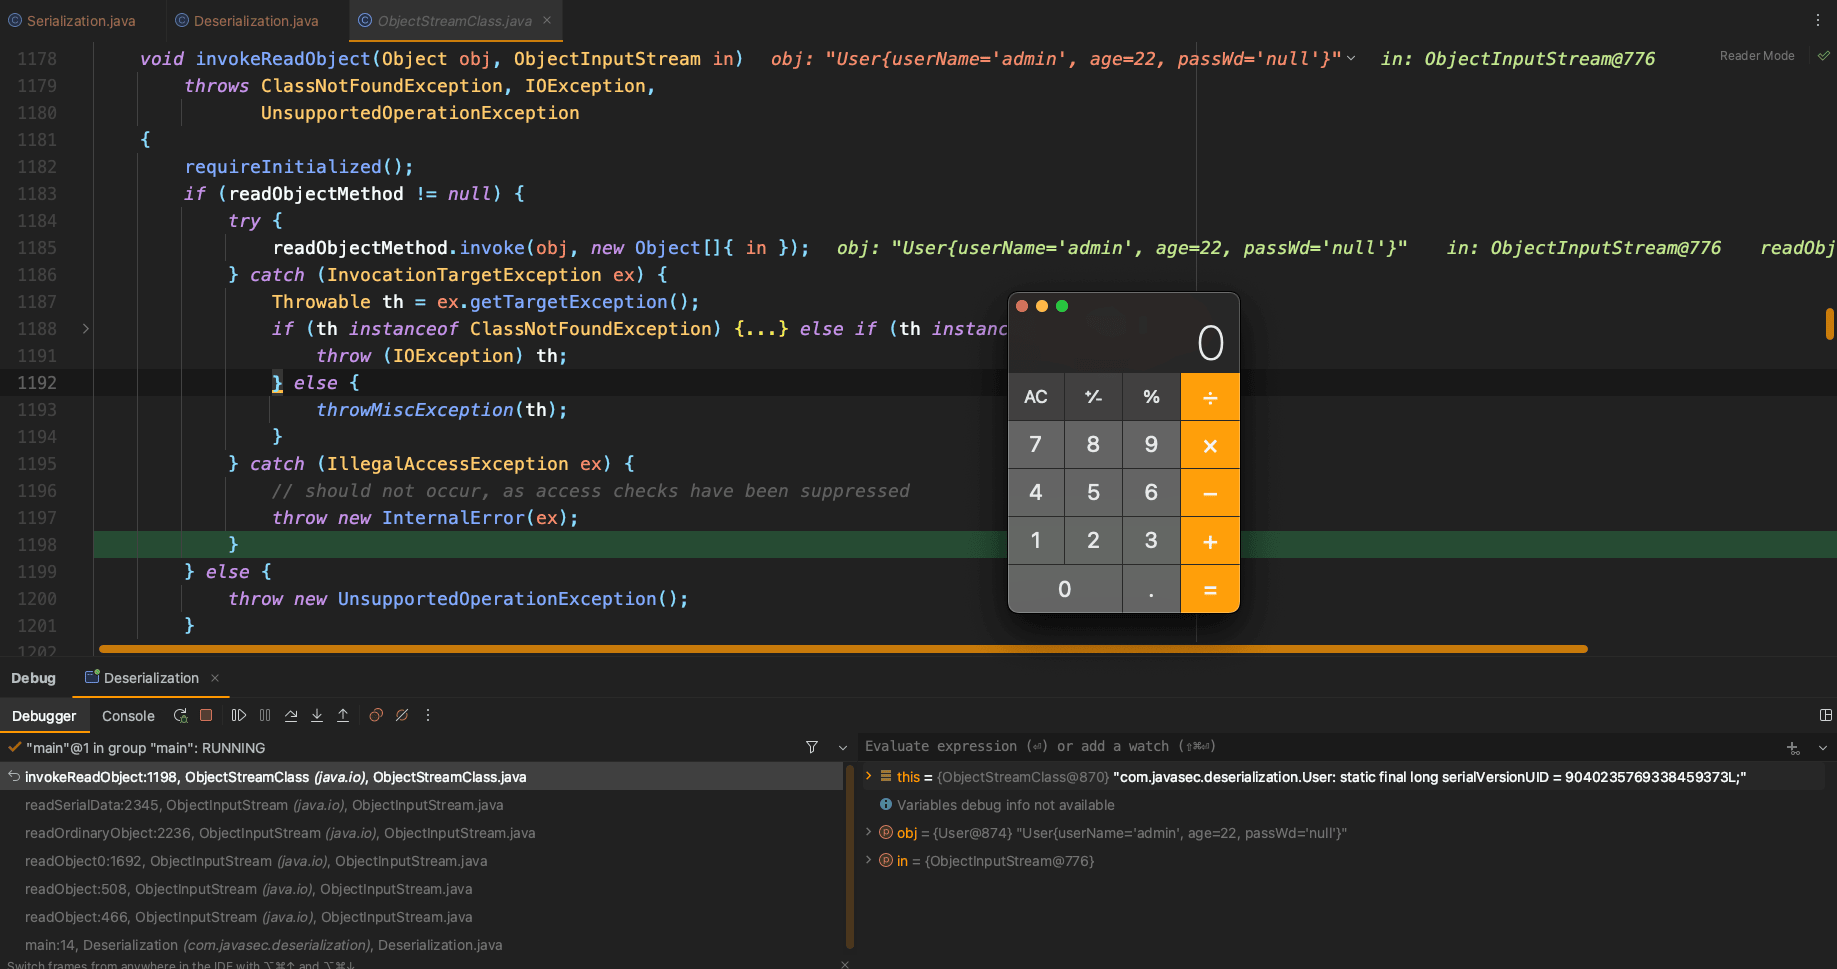 Serialization.java
Deserialization.java
ObjectStreamClass.java
Reader Mode
1178 void invokeReadObject(Object obj, ObjectInputStream in) obj: "User{userName='admin', age=22, passWd='null'}" in: ObjectInputStream@776
1179 throws ClassNotFoundException, IOException,
1180 UnsupportedOperationException
1181 {
1182 requireInitialized();
1183 if (readObjectMethod != null) {
1184 try {
1185 readObjectMethod.invoke(obj, new Object[]{ in }); obj: "User{userName='admin', age=22, passWd='null'}" in: ObjectInputStream@776 readObj
1186 } catch (InvocationTargetException ex) {
1187 Throwable th = ex.getTargetException();
1188 if (th instanceof ClassNotFoundException) {...} else if (th instanc
1191 throw (IOException) th;
1192 } else {
1193 throwMiscException(th);
1194 }
1195 } catch (IllegalAccessException ex) {
1196 // should not occur, as access checks have been suppressed
1197 throw new InternalError(ex);
1198 }
1199 } else {
1200 throw new UnsupportedOperationException();
1201 }
1202
0
AC +/- % ÷
7 8 9 ×
4 5 6 −
1 2 3 +
0 . =
Debug Deserialization
Debugger Console
"main"@1 in group "main": RUNNING
invokeReadObject:1198, ObjectStreamClass (java.io), ObjectStreamClass.java
readSerialData:2345, ObjectInputStream (java.io), ObjectInputStream.java
readOrdinaryObject:2236, ObjectInputStream (java.io), ObjectInputStream.java
readObject0:1692, ObjectInputStream (java.io), ObjectInputStream.java
readObject:508, ObjectInputStream (java.io), ObjectInputStream.java
readObject:466, ObjectInputStream (java.io), ObjectInputStream.java
main:14, Deserialization (com.javasec.deserialization), Deserialization.java
Switch frames from anywhere in the IDE with ⌥⌘↑ and ⌥⌘↓
Evaluate expression (⏎) or add a watch (⇧⌘⏎)
this = {ObjectStreamClass@870} "com.javasec.deserialization.User: static final long serialVersionUID = 9040235769338459373L;"
Variables debug info not available
obj = {User@874} "User{userName='admin', age=22, passWd='null'}"
in = {ObjectInputStream@776}